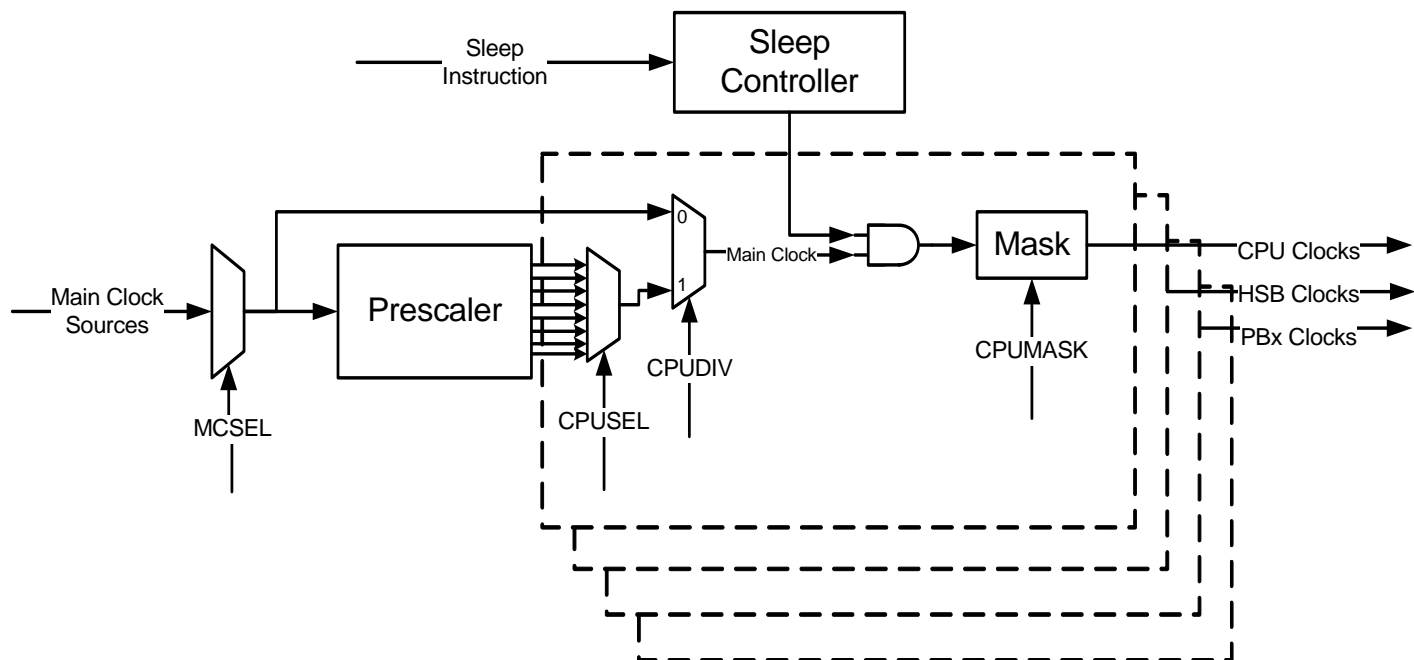 Sleep
Instruction
Sleep
Controller
0
Main Clock
Mask
CPU Clocks
Main Clock
Sources
Prescaler
1
HSB Clocks
PBx Clocks
CPUDIV
CPUMASK
CPUSEL
MCSEL